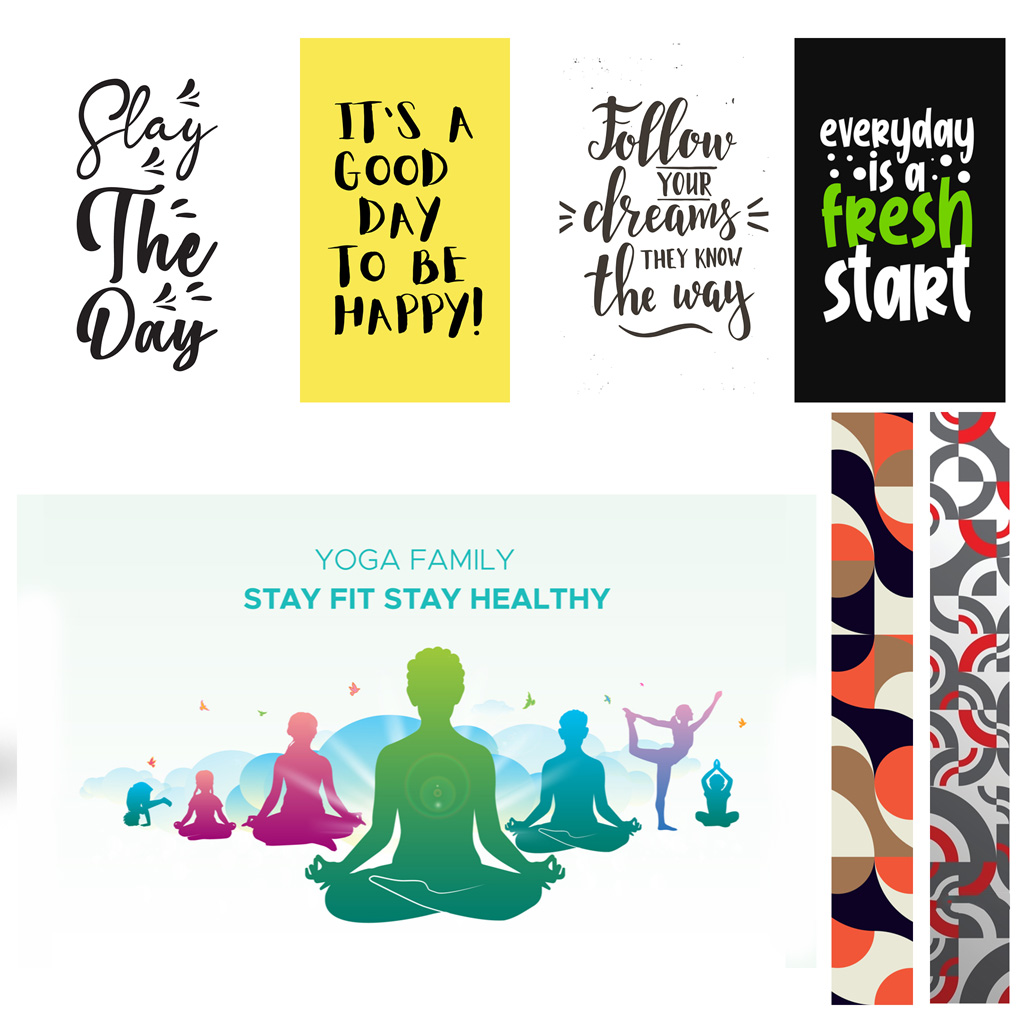 Slay
The
Day
IT'S A
GOOD
DAY
TO BE
HAPPY!
Follow
YOUR
dreams
THEY KNOW
the way
everyday
is a
fresh
start
YOGA FAMILY
STAY FIT STAY HEALTHY